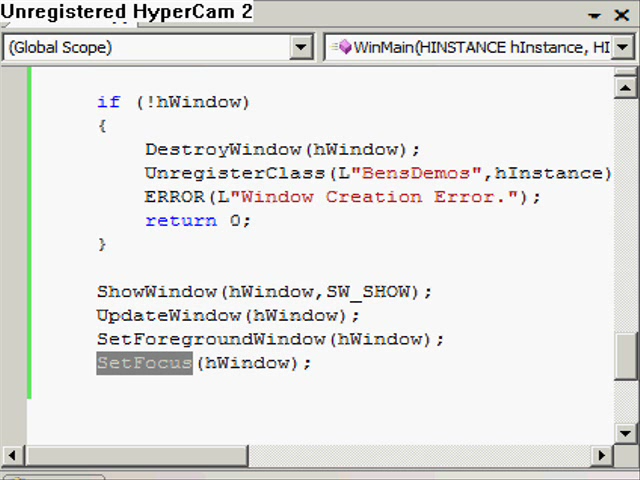 Unregistered HyperCam 2
(Global Scope)
WinMain(HINSTANCE hInstance, HI
if (!hWindow)
{
DestroyWindow(hWindow);
UnregisterClass(L"BensDemos",hInstance)
ERROR(L"Window Creation Error.");
return 0;
}
ShowWindow(hWindow,SW_SHOW);
UpdateWindow(hWindow);
SetForegroundWindow(hWindow);
SetFocus(hWindow);